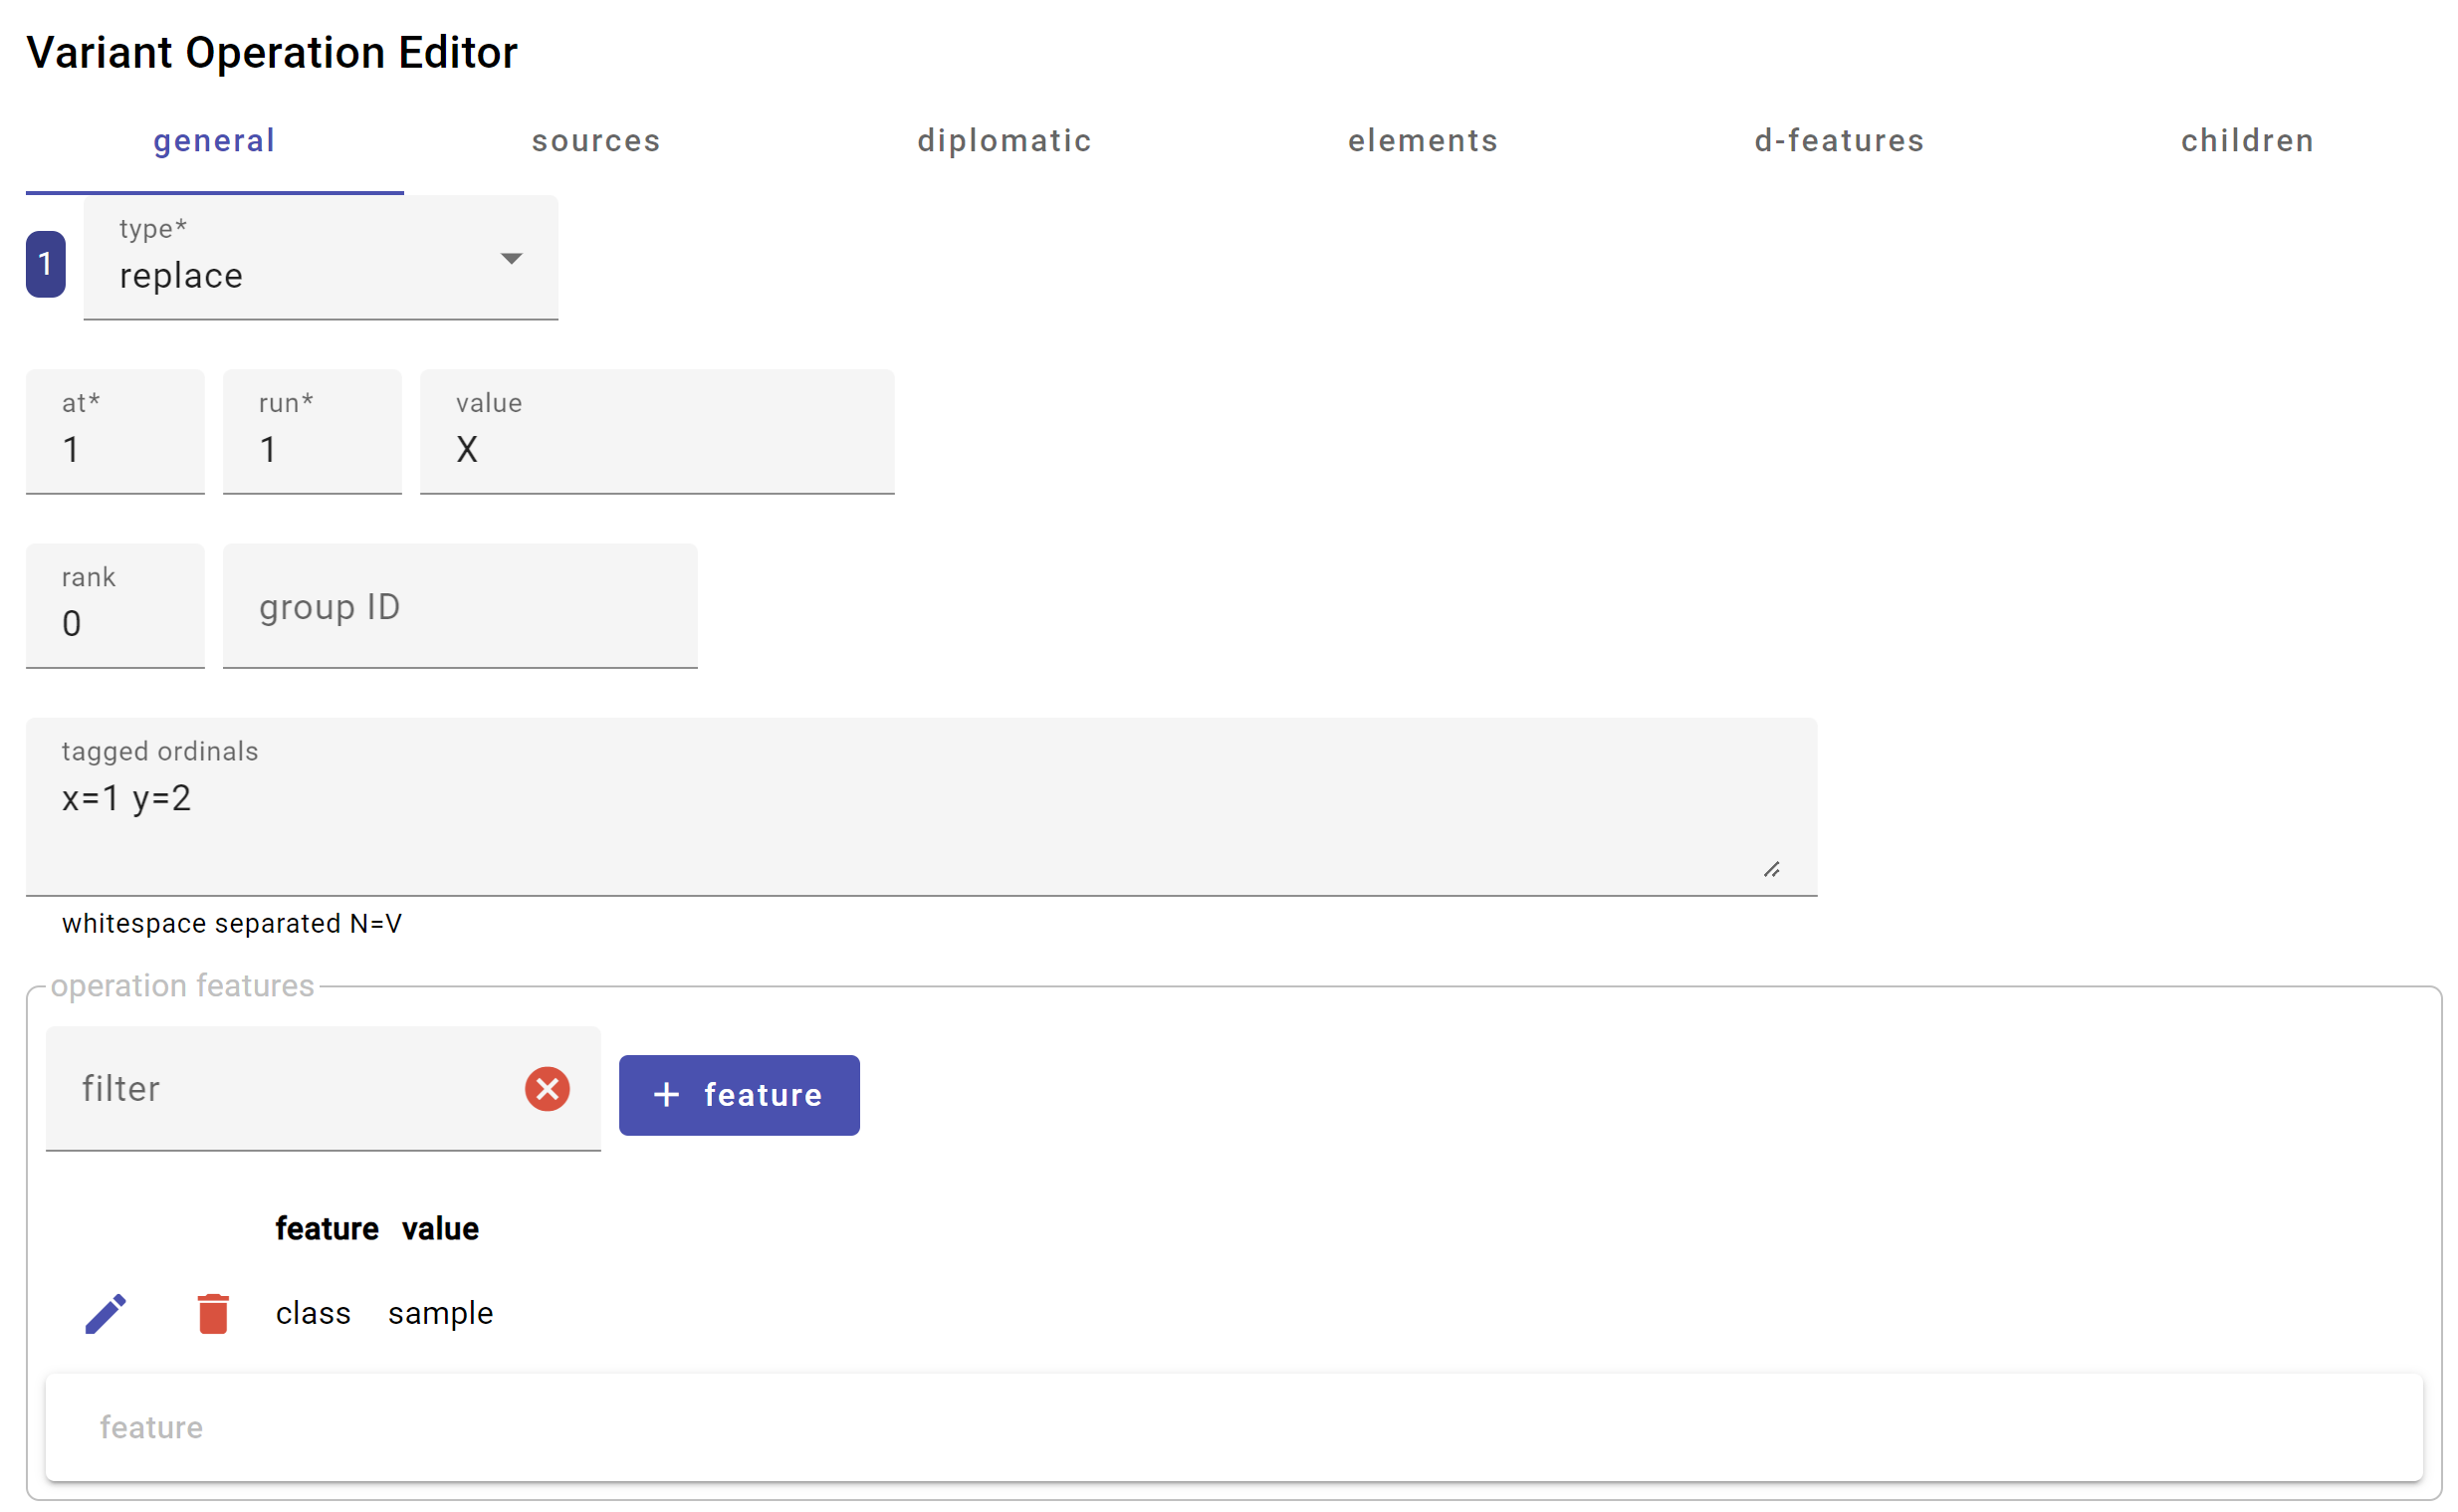 Variant Operation Editor
general sources diplomatic elements d-features children
1 type*
replace
at* run* value
1 1 X
rank
0 group ID
tagged ordinals
x=1 y=2
whitespace separated N=V
operation features
filter + feature
feature value
class sample
feature